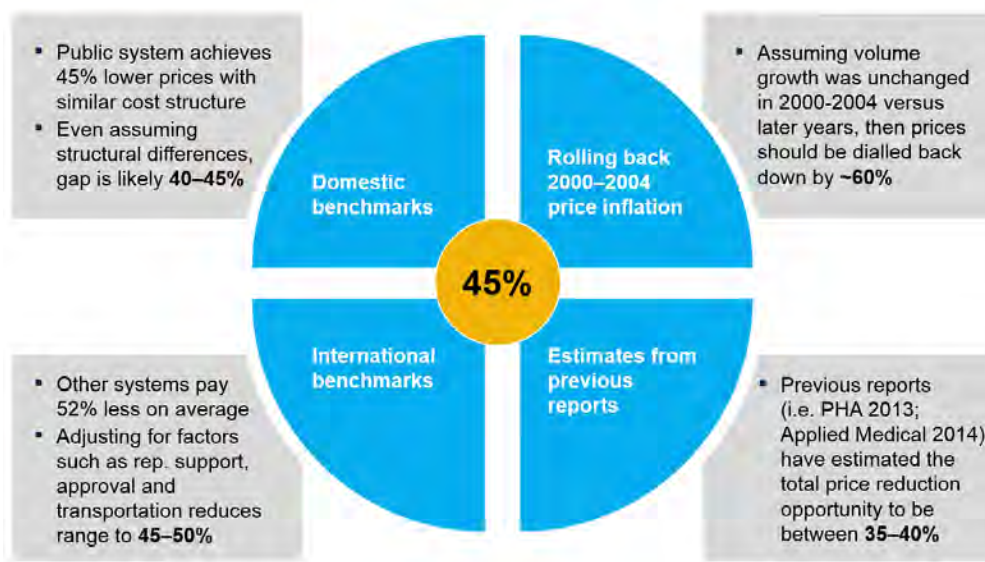 ▪ Public system achieves
45% lower prices with
similar cost structure
▪ Even assuming
structural differences,
gap is likely 40–45%
Domestic
benchmarks
Rolling back
2000–2004
price inflation
▪ Assuming volume
growth was unchanged
in 2000-2004 versus
later years, then prices
should be dialled back
down by ~60%
45%
▪ Other systems pay
52% less on average
▪ Adjusting for factors
such as rep. support,
approval and
transportation reduces
range to 45–50%
International
benchmarks
Estimates from
previous
reports
▪ Previous reports
(i.e. PHA 2013;
Applied Medical 2014)
have estimated the
total price reduction
opportunity to be
between 35–40%